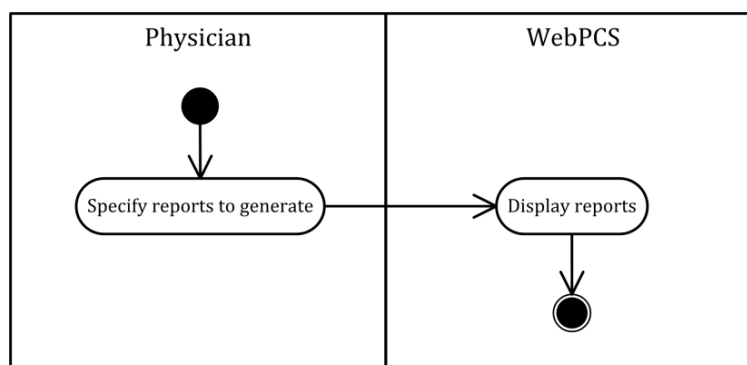 Physician
WebPCS
Specify reports to generate
Display reports